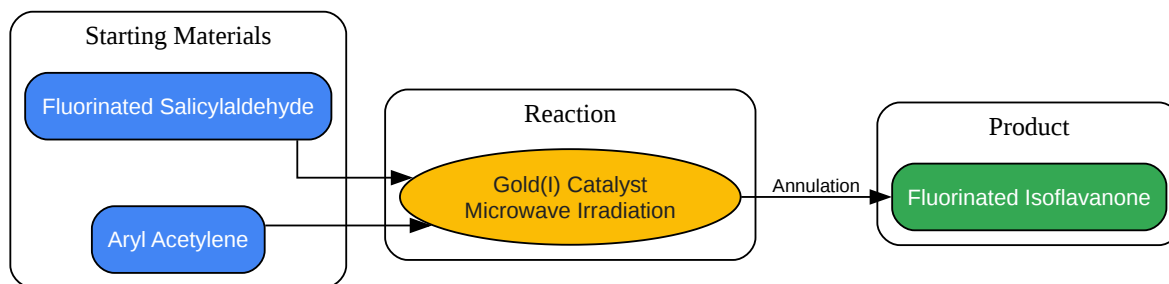 Starting Materials
Fluorinated Salicylaldehyde
Aryl Acetylene
Reaction
Gold(I) Catalyst
Microwave Irradiation
Annulation
Product
Fluorinated Isoflavanone